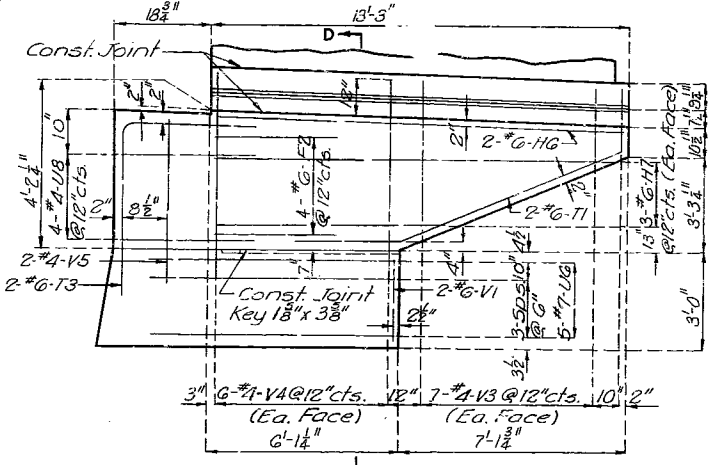 18 3/4"
13'-3"
D
Const. Joint
2"
2"
18"
2"
2-#6-H6
4'-2 1/4"
10"
4-#4-U8
@12"cts.
2"
8 1/2"
4-#6-F2
@12"cts.
2"
2-#6-T1
10 1/2"
13"
3-#6-H7
@12"cts. (Ea. Face)
3'-3 1/4"
2-#4-V5
2-#6-T3
7"
4"
4 1/2"
Const. Joint
Key 1 5/8" x 3 5/8"
2-#6-V1
2 1/2"
10"
3-Sps
@ 6"
5-#7-U6
3'-0"
3 1/2"
3"
6-#4-V4@12"cts.
12"
7-#4-V3@12"cts.
10"
2"
(Ea. Face)
(Ea. Face)
6'-1 1/4"
7'-1 3/4"